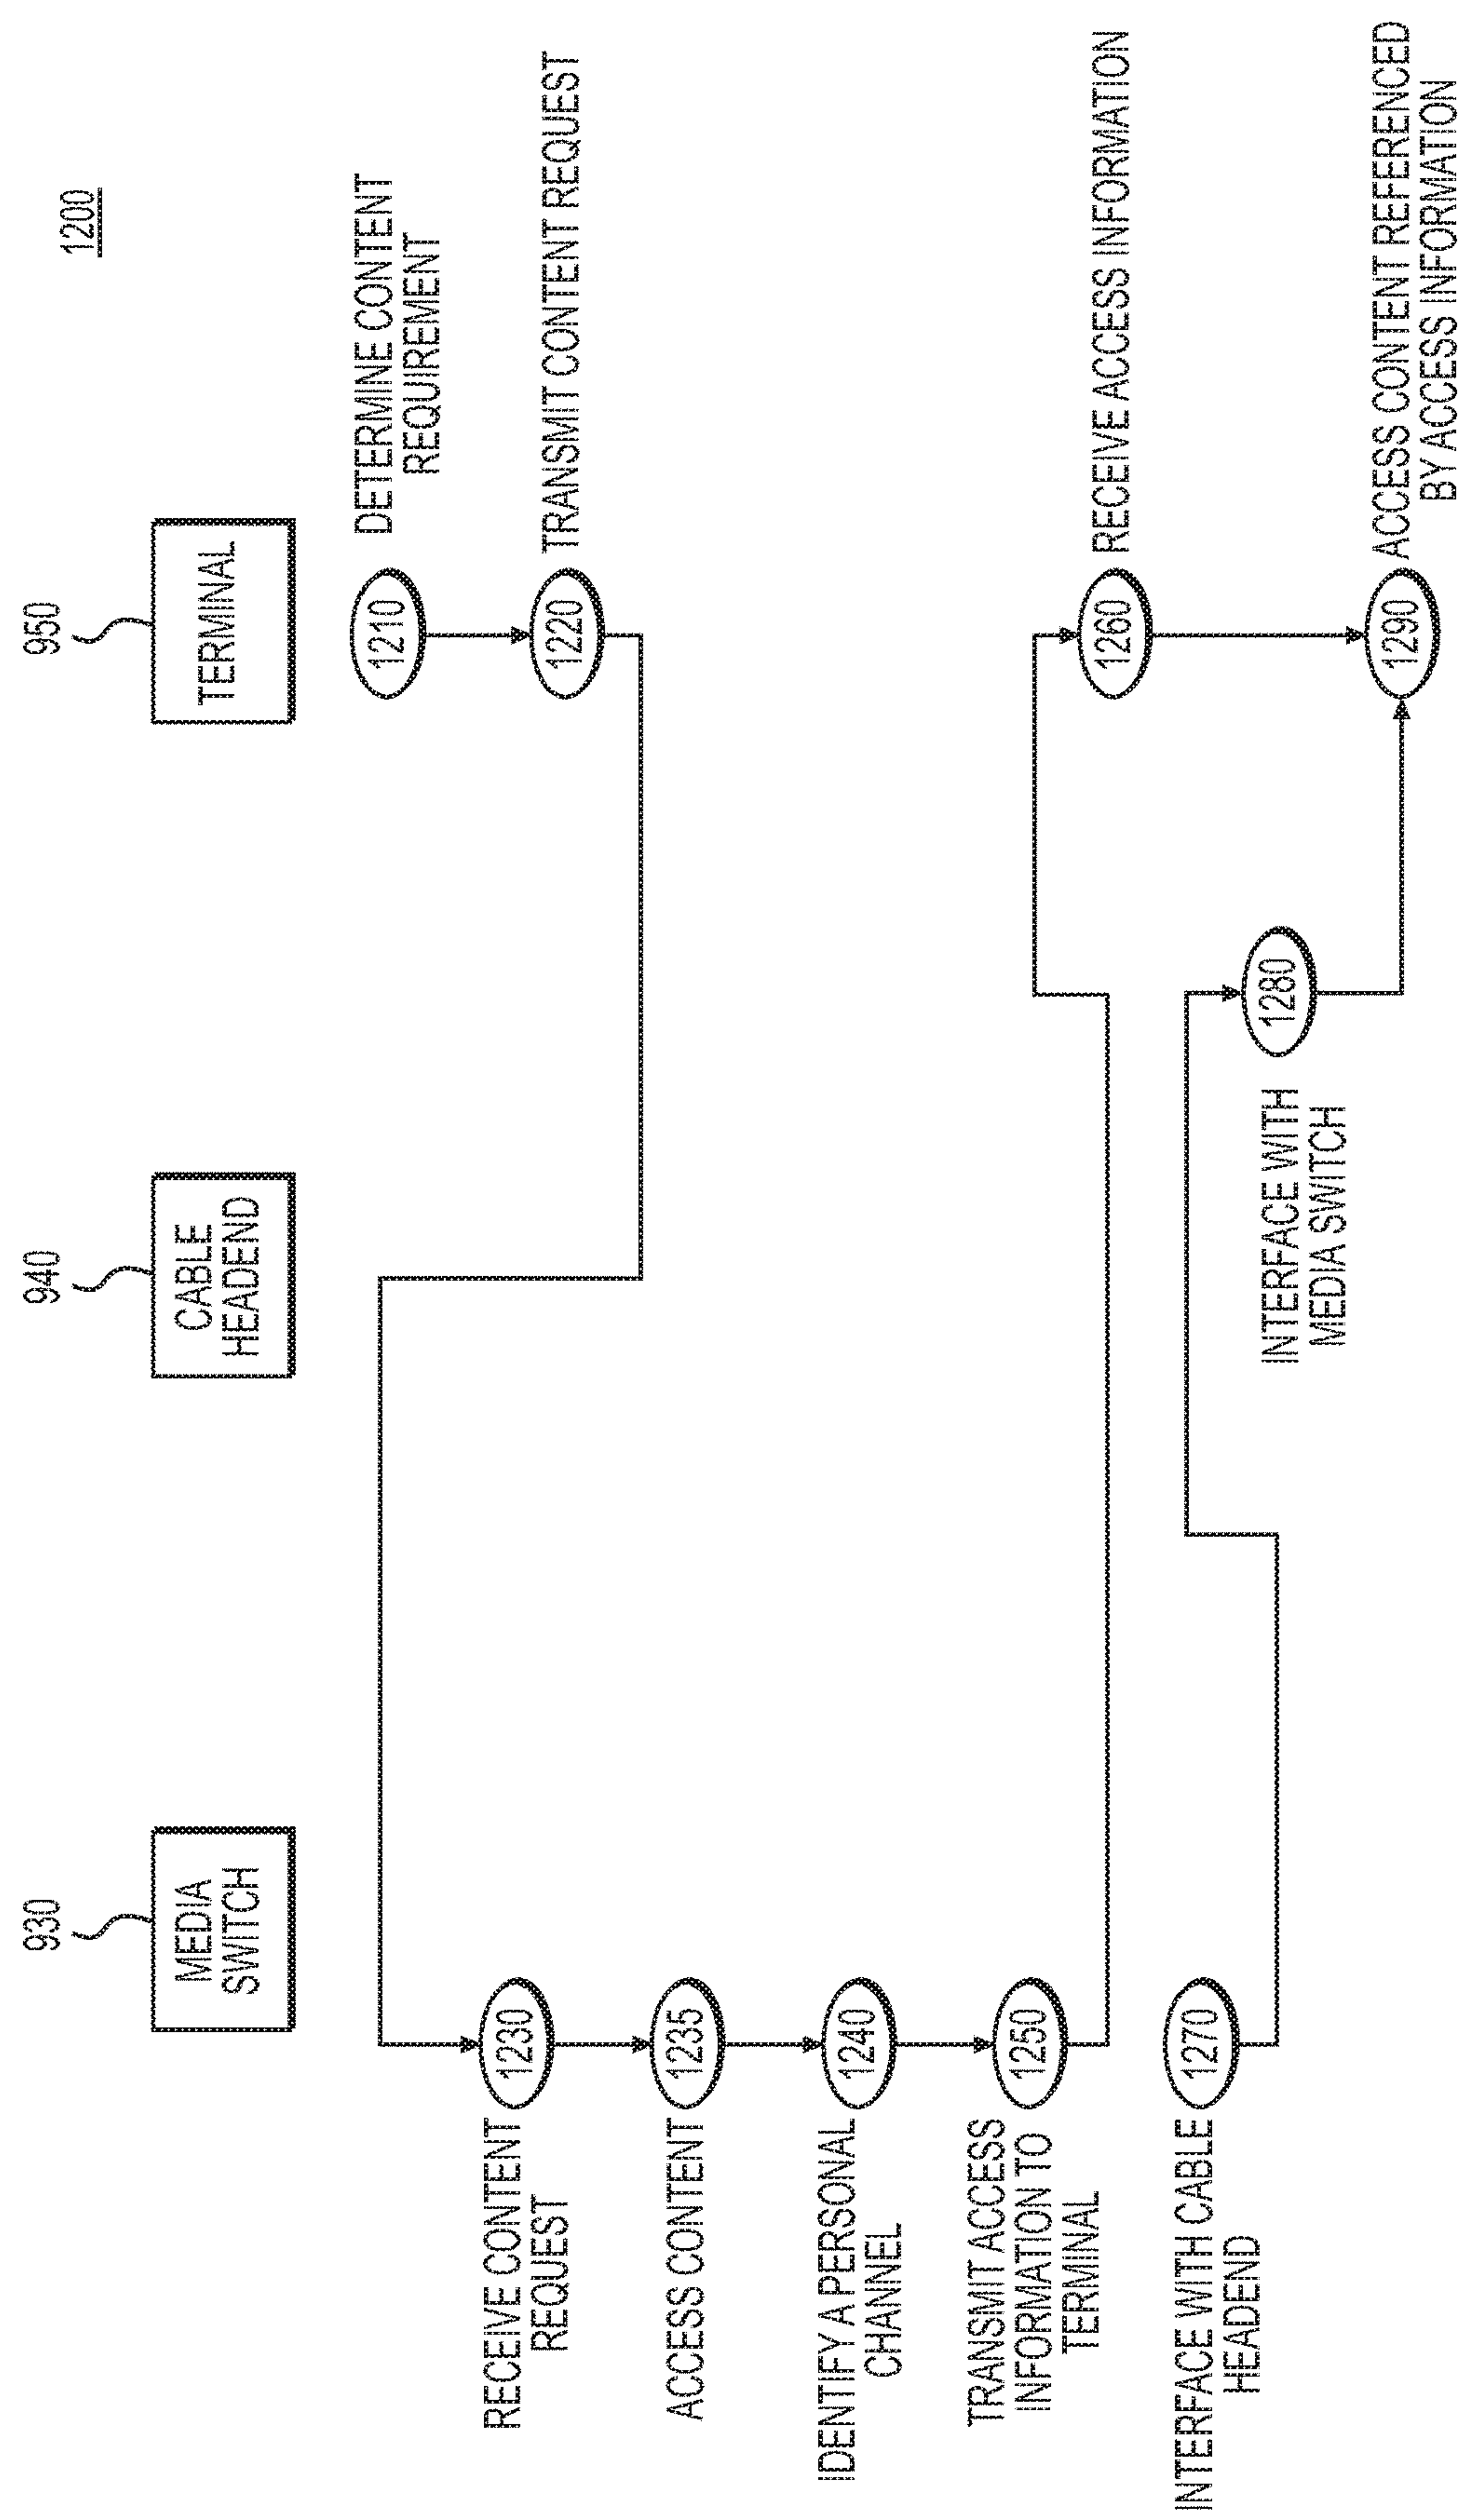 1200
930
940
950
MEDIA
SWITCH
CABLE
HEADEND
TERMINAL
1210
DETERMINE CONTENT
REQUIREMENT
1220
TRANSMIT CONTENT REQUEST
RECEIVE CONTENT
REQUEST
1230
ACCESS CONTENT
1235
IDENTIFY A PERSONAL
CHANNEL
1240
TRANSMIT ACCESS
INFORMATION TO
TERMINAL
1250
1260
RECEIVE ACCESS INFORMATION
INTERFACE WITH CABLE
HEADEND
1270
INTERFACE WITH
MEDIA SWITCH
1280
1290
ACCESS CONTENT REFERENCED
BY ACCESS INFORMATION